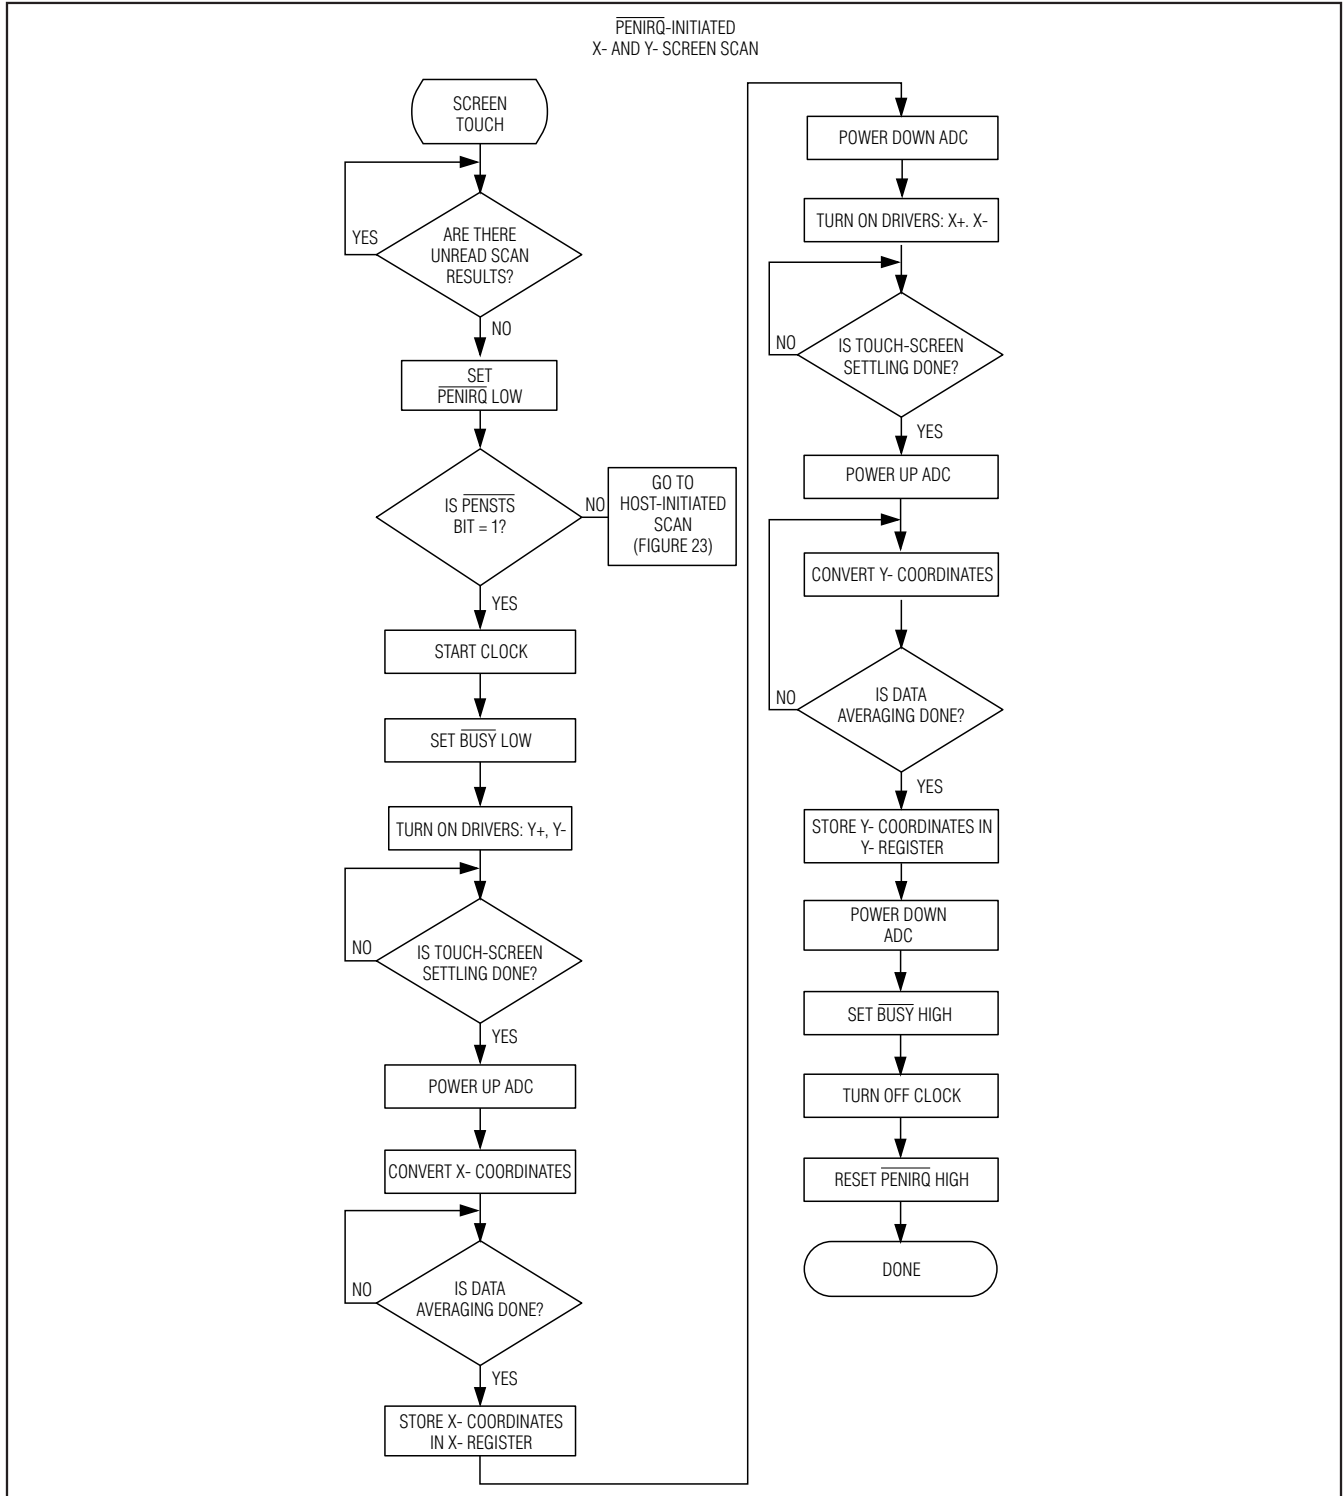 PENIRQ-INITIATED
X- AND Y- SCREEN SCAN
SCREEN
TOUCH
YES
ARE THERE
UNREAD SCAN
RESULTS?
NO
SET
PENIRQ LOW
IS PENSTS
BIT = 1?
NO
GO TO
HOST-INITIATED
SCAN
(FIGURE 23)
YES
START CLOCK
SET BUSY LOW
TURN ON DRIVERS: Y+, Y-
NO
IS TOUCH-SCREEN
SETTLING DONE?
YES
POWER UP ADC
CONVERT X- COORDINATES
NO
IS DATA
AVERAGING DONE?
YES
STORE X- COORDINATES
IN X- REGISTER
POWER DOWN ADC
TURN ON DRIVERS: X+. X-
NO
IS TOUCH-SCREEN
SETTLING DONE?
YES
POWER UP ADC
CONVERT Y- COORDINATES
NO
IS DATA
AVERAGING DONE?
YES
STORE Y- COORDINATES IN
Y- REGISTER
POWER DOWN
ADC
SET BUSY HIGH
TURN OFF CLOCK
RESET PENIRQ HIGH
DONE